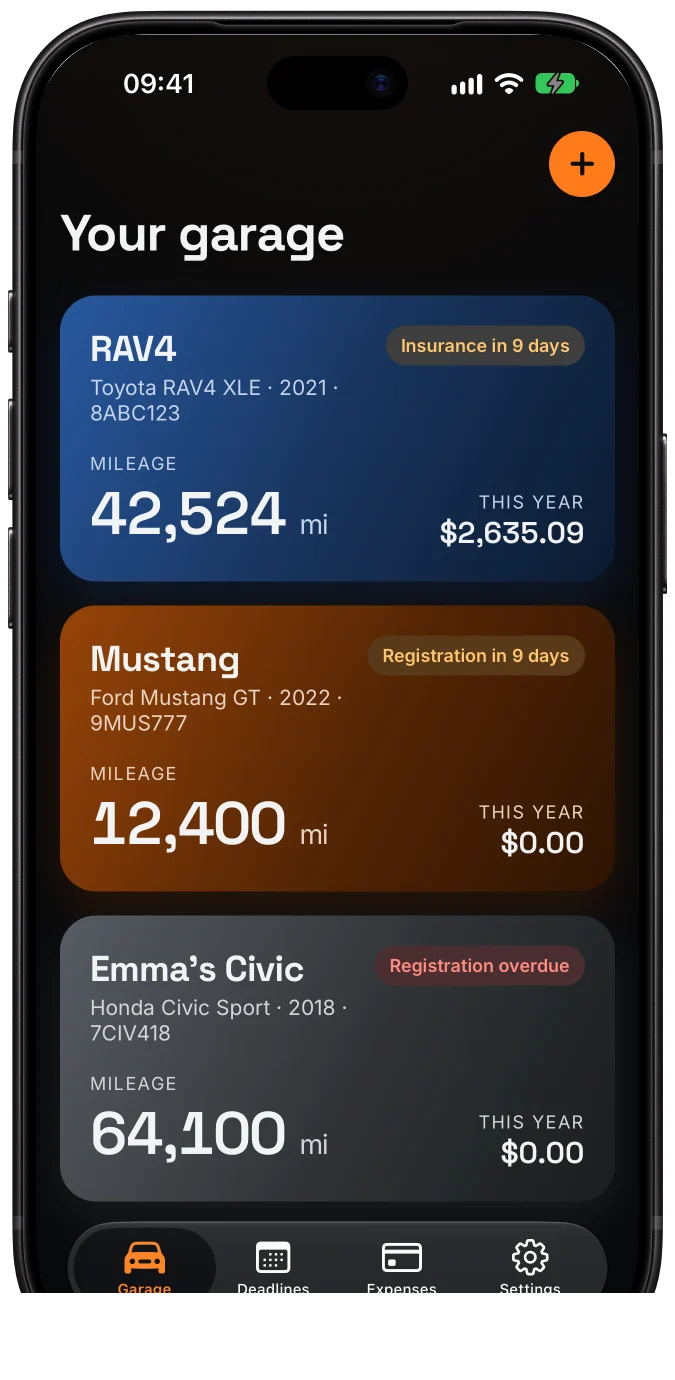 09:41
Your garage
RAV4
Insurance in 9 days
Toyota RAV4 XLE · 2021 ·
8ABC123
MILEAGE
42,524 mi
THIS YEAR
$2,635.09
Mustang
Registration in 9 days
Ford Mustang GT · 2022 ·
9MUS777
MILEAGE
12,400 mi
THIS YEAR
$0.00
Emma’s Civic
Registration overdue
Honda Civic Sport · 2018 ·
7CIV418
MILEAGE
64,100 mi
THIS YEAR
$0.00
Garage Deadlines Expenses Settings